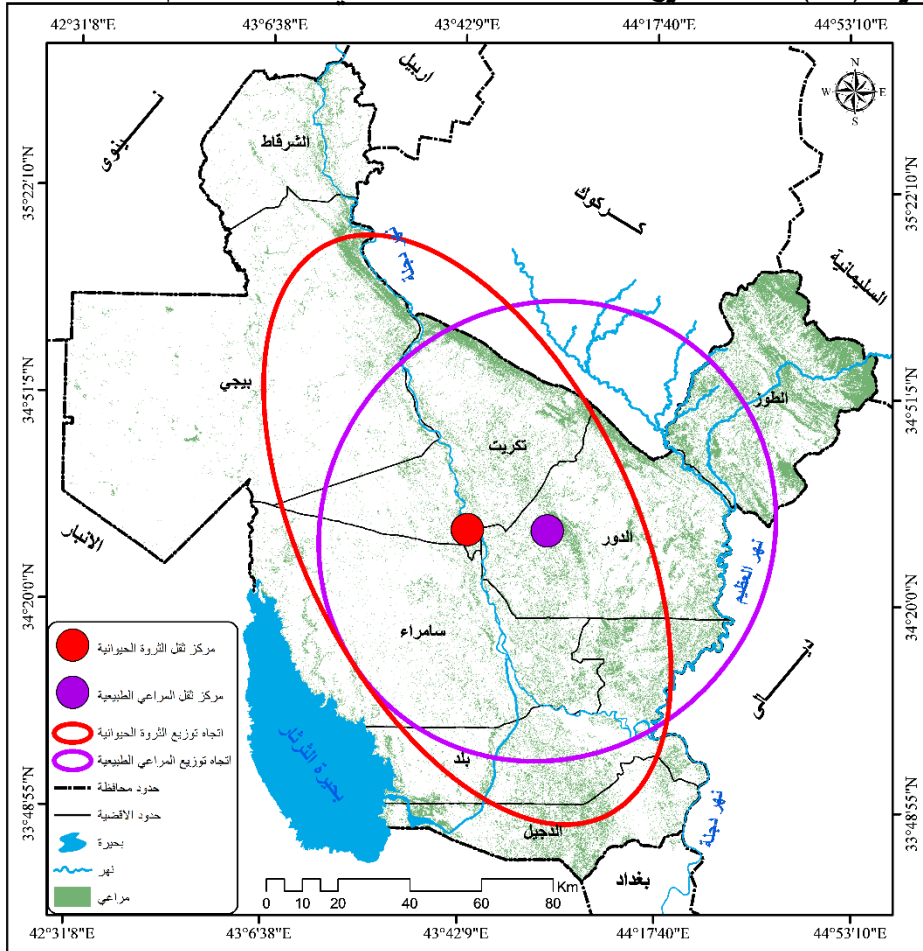 42°31'8"E 43°6'38"E 43°42'9"E 44°17'40"E 44°53'10"E
N
W E
S
اربيل
نينوى
الشرقاط
35°22'10"N
35°22'10"N
كركوك
السليمانية
نهر دجلة
بيجي
34°51'15"N
34°51'5"N
الطوز
تكريت
الانبار
الدور
نهر العظيم
34°20'0"N
34°20'0"N
سامراء
ديالى
بحيرة الثرثار
بلد
33°48'55"N
33°48'55"N
الدجيل
نهر دجلة
بغداد
مركز ثقل الثروة الحيوانية
مركز ثقل المراعي الطبيعية
اتجاه توزيع الثروة الحيوانية
اتجاه توزيع المراعي الطبيعية
حدود محافظة
حدود الاقضية
بحيرة
نهر
مراعي
Km
0 10 20 40 60 80
42°31'8"E 43°6'38"E 43°42'9"E 44°17'40"E 44°53'10"E